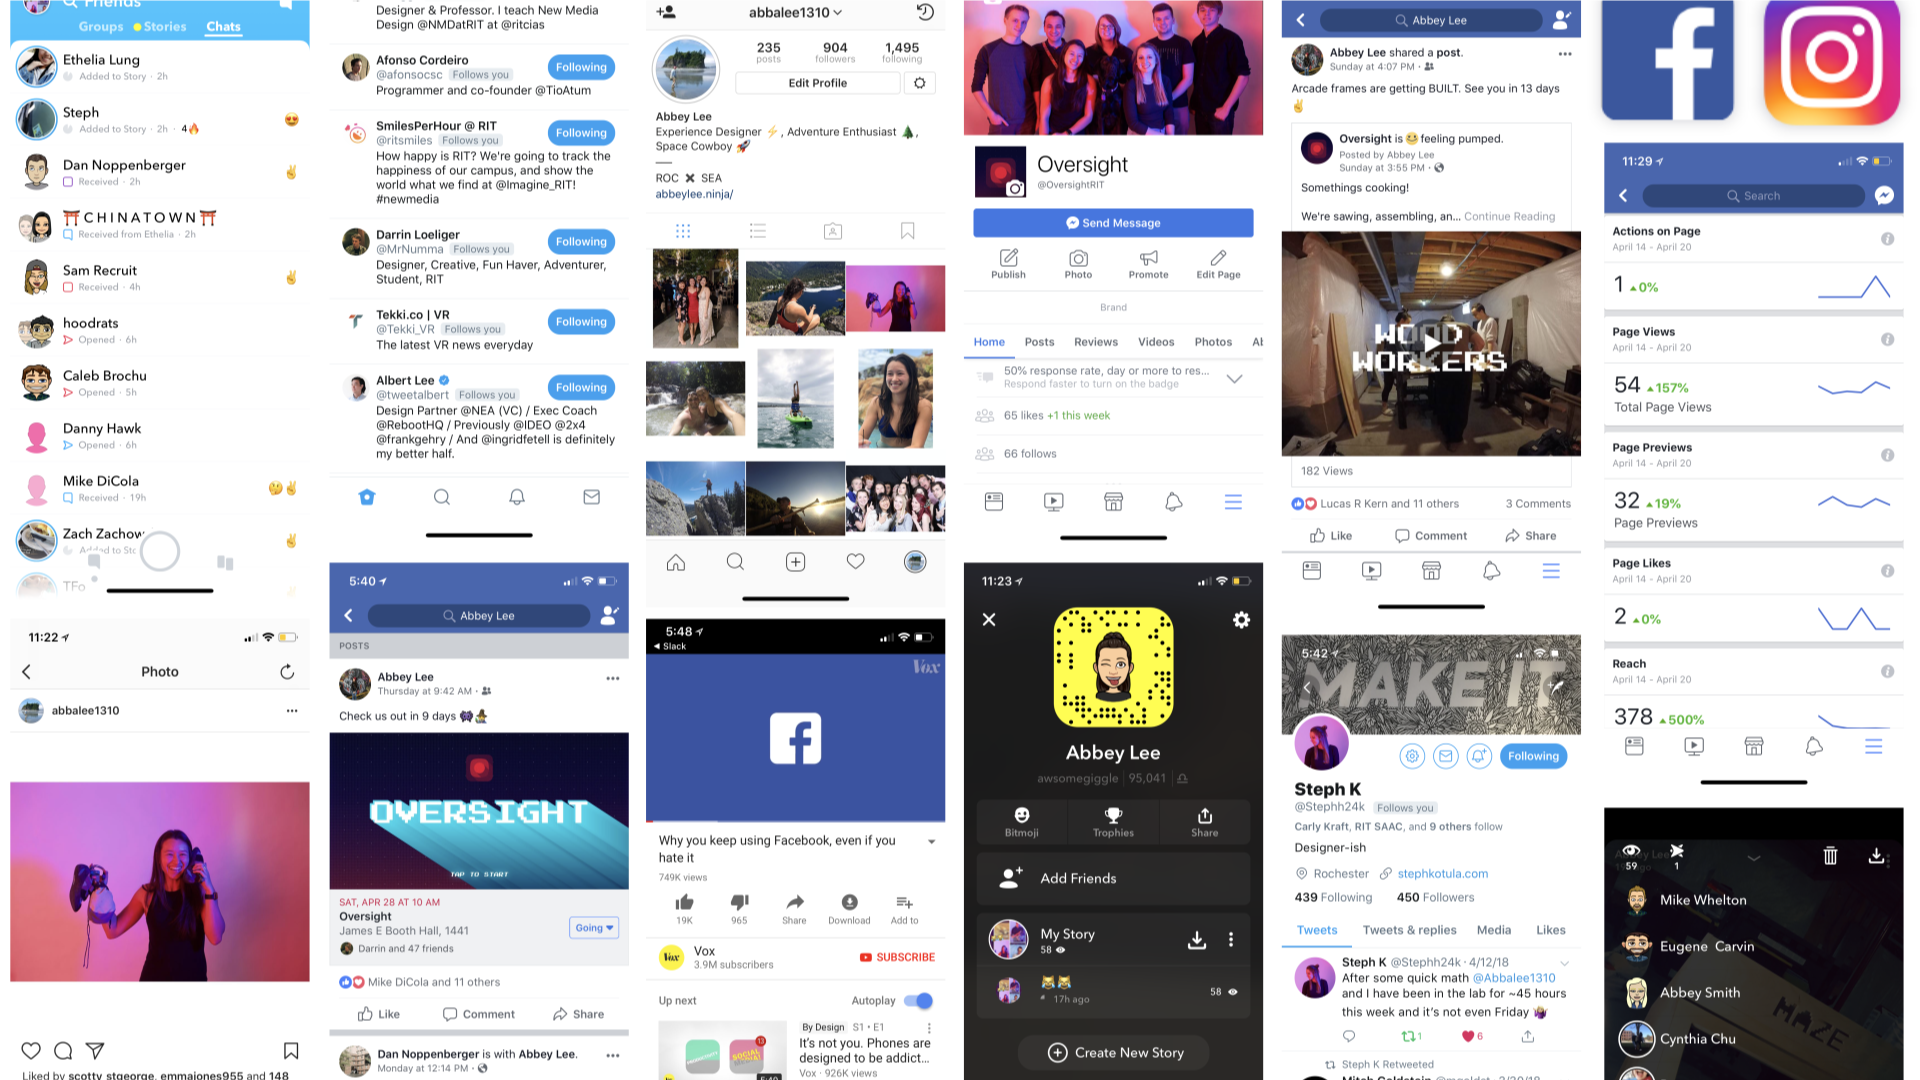 Friends
Groups
Stories
Chats
Ethelia Lung
Added to Story · 2h
Steph
Added to Story · 2h · 4🔥
Dan Noppenberger
Received · 2h
⛩️CHINATOWN⛩️
Received from Ethelia · 2h
Sam Recruit
Received · 4h
hoodrats
Opened · 6h
Caleb Brochu
Opened · 5h
Danny Hawk
Opened · 6h
Mike DiCola
Received · 19h
Zach Zachow
Added to Sto
TFo
11:22
Photo
abbalee1310
Liked by scotty_stgeorge, emmajones955 and 148
Designer & Professor. I teach New Media
Design @NMDatRIT at @ritcias
Afonso Cordeiro
@afonsocsc Follows you
Following
Programmer and co-founder @TioAtum
SmilesPerHour @ RIT
@ritsmiles Follows you
Following
How happy is RIT? We're going to track the
happiness of our campus, and show the
world what we find at @Imagine_RIT!
#newmedia
Darrin Loeliger
@MrNumma Follows you
Following
Designer, Creative, Fun Haver, Adventurer,
Student, RIT
Tekki.co | VR
@Tekki_VR Follows you
Following
The latest VR news everyday
Albert Lee
@tweetalbert Follows you
Following
Design Partner @NEA (VC) / Exec Coach
@RebootHQ / Previously @IDEO @2x4
@frankgehry / And @ingridfetell is definitely
my better half.
5:40
Abbey Lee
POSTS
Abbey Lee
Thursday at 9:42 AM ·
Check us out in 9 days
OVERSIGHT
TAP TO START
SAT, APR 28 AT 10 AM
Oversight
James E Booth Hall, 1441
Darrin and 47 friends
Going
Mike DiCola and 11 others
Like
Comment
Share
Dan Noppenberger is with Abbey Lee.
Monday at 12:14 PM ·
abbalee1310
235
posts
904
followers
1,495
following
Edit Profile
Abbey Lee
Experience Designer ⚡, Adventure Enthusiast 🌲,
Space Cowboy 🚀
—
ROC ✖ SEA
abbeylee.ninja/
5:48
Slack
Vox
Why you keep using Facebook, even if you
hate it
749K views
19K
965
Share
Download
Add to
Vox
Vox
3.9M subscribers
SUBSCRIBE
Up next
Autoplay
By Design S1 · E1
It's not you. Phones are
designed to be addict...
Vox · 926K views
SOCIAL
13
5:40
Oversight
@OversightRIT
Send Message
Publish
Photo
Promote
Edit Page
Brand
Home
Posts
Reviews
Videos
Photos
Ab
50% response rate, day or more to res...
Respond faster to turn on the badge
65 likes +1 this week
66 follows
11:23
Abbey Lee
awsomegiggle | 95,041
Bitmoji
Trophies
Share
Add Friends
My Story
58
17h ago
58
Create New Story
Abbey Lee
Abbey Lee shared a post.
Sunday at 4:07 PM ·
Arcade frames are getting BUILT. See you in 13 days
✌️
Oversight is 😄 feeling pumped.
Posted by Abbey Lee
Sunday at 3:55 PM ·
Somethings cooking!
We're sawing, assembling, an... Continue Reading
WOOD
WORKERS
182 Views
Lucas R Kern and 11 others
3 Comments
Like
Comment
Share
5:42
MAKE IT
Following
Steph K
@Stephh24k Follows you
Carly Kraft, RIT SAAC, and 9 others follow
Designer-ish
Rochester
stephkotula.com
439 Following
450 Followers
Tweets
Tweets & replies
Media
Likes
Steph K @Stephh24k · 4/12/18
After some quick math @Abbalee1310
and I have been in the lab for ~45 hours
this week and it's not even Friday
1
6
Steph K Retweeted
11:29
Search
Actions on Page
April 14 – April 20
1 0%
Page Views
April 14 – April 20
54 157%
Total Page Views
Page Previews
April 14 – April 20
32 19%
Page Previews
Page Likes
April 14 – April 20
2 0%
Reach
April 14 – April 20
378 500%
59
1
Mike Whelton
Eugene Carvin
Abbey Smith
Cynthia Chu
MAZE